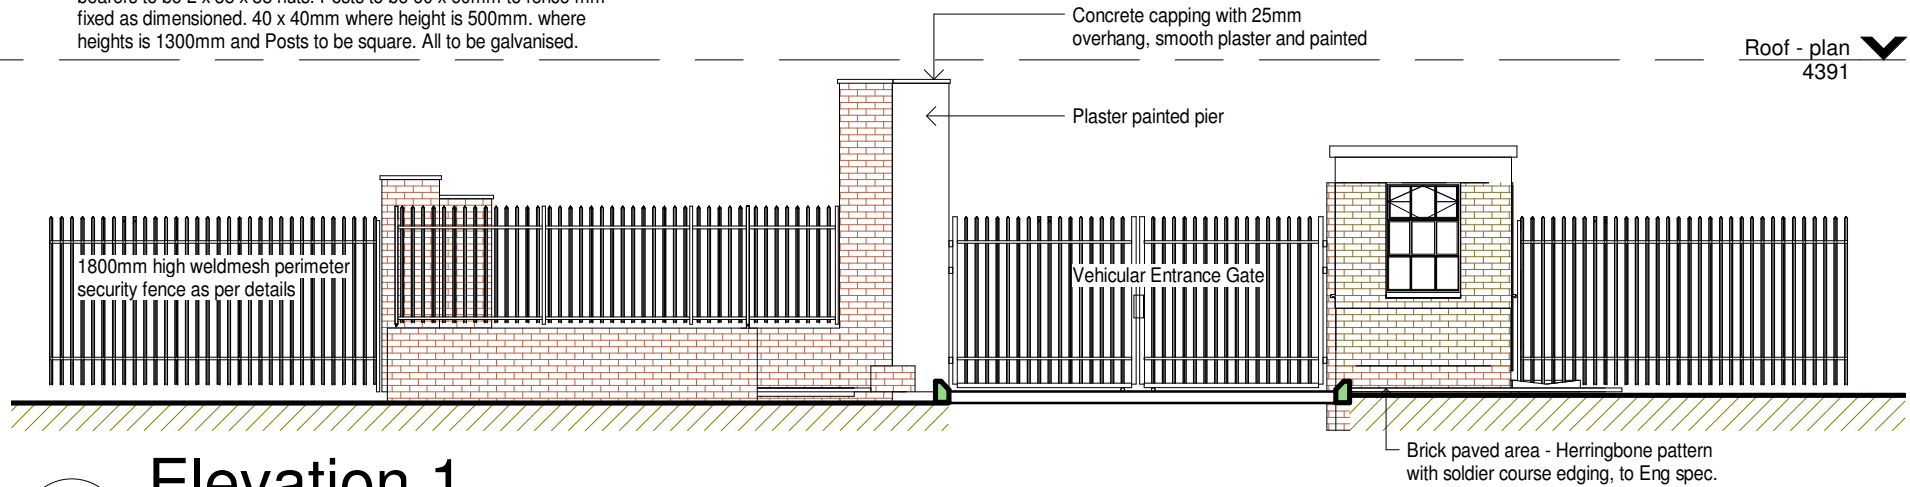 fixed as dimensioned. 40 x 40mm where height is 500mm. where
heights is 1300mm and Posts to be square. All to be galvanised.
Concrete capping with 25mm
overhang, smooth plaster and painted
Roof - plan
4391
Plaster painted pier
1800mm high weldmesh perimeter
security fence as per details
Vehicular Entrance Gate
Brick paved area - Herringbone pattern
with soldier course edging, to Eng spec.
Elevation 1